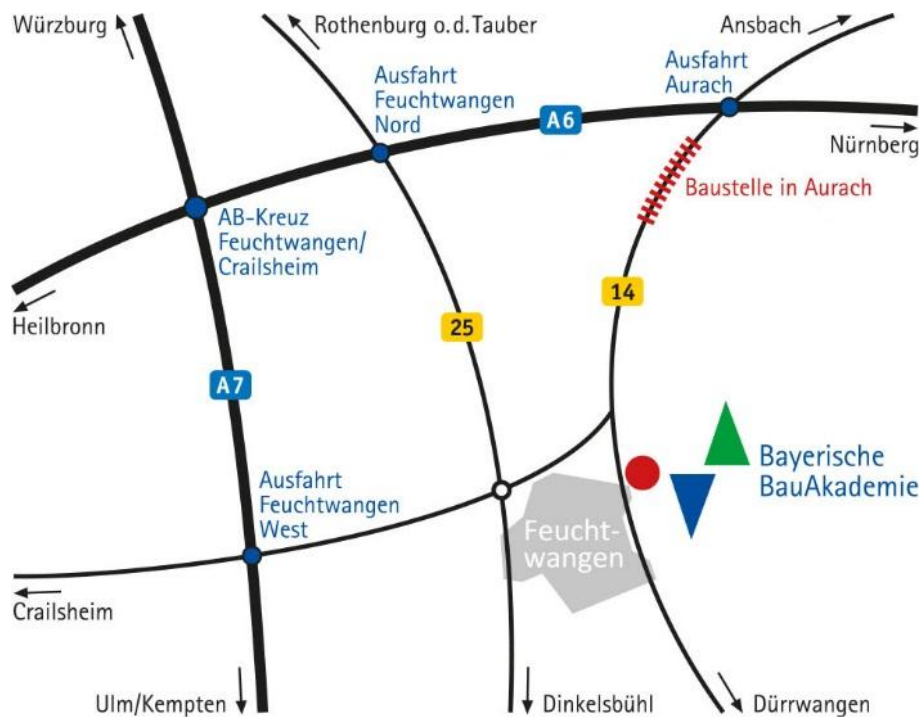 Würzburg
Rothenburg o.d.Tauber
Ansbach
Ausfahrt
Feuchtwangen
Nord
Ausfahrt
Aurach
A6
Nürnberg
Baustelle in Aurach
AB-Kreuz
Feuchtwangen/
Crailsheim
Heilbronn
14
25
A7
Bayerische
BauAkademie
Ausfahrt
Feuchtwangen
West
Feucht-
wangen
Crailsheim
Ulm/Kempten
Dinkelsbühl
Dürrwangen